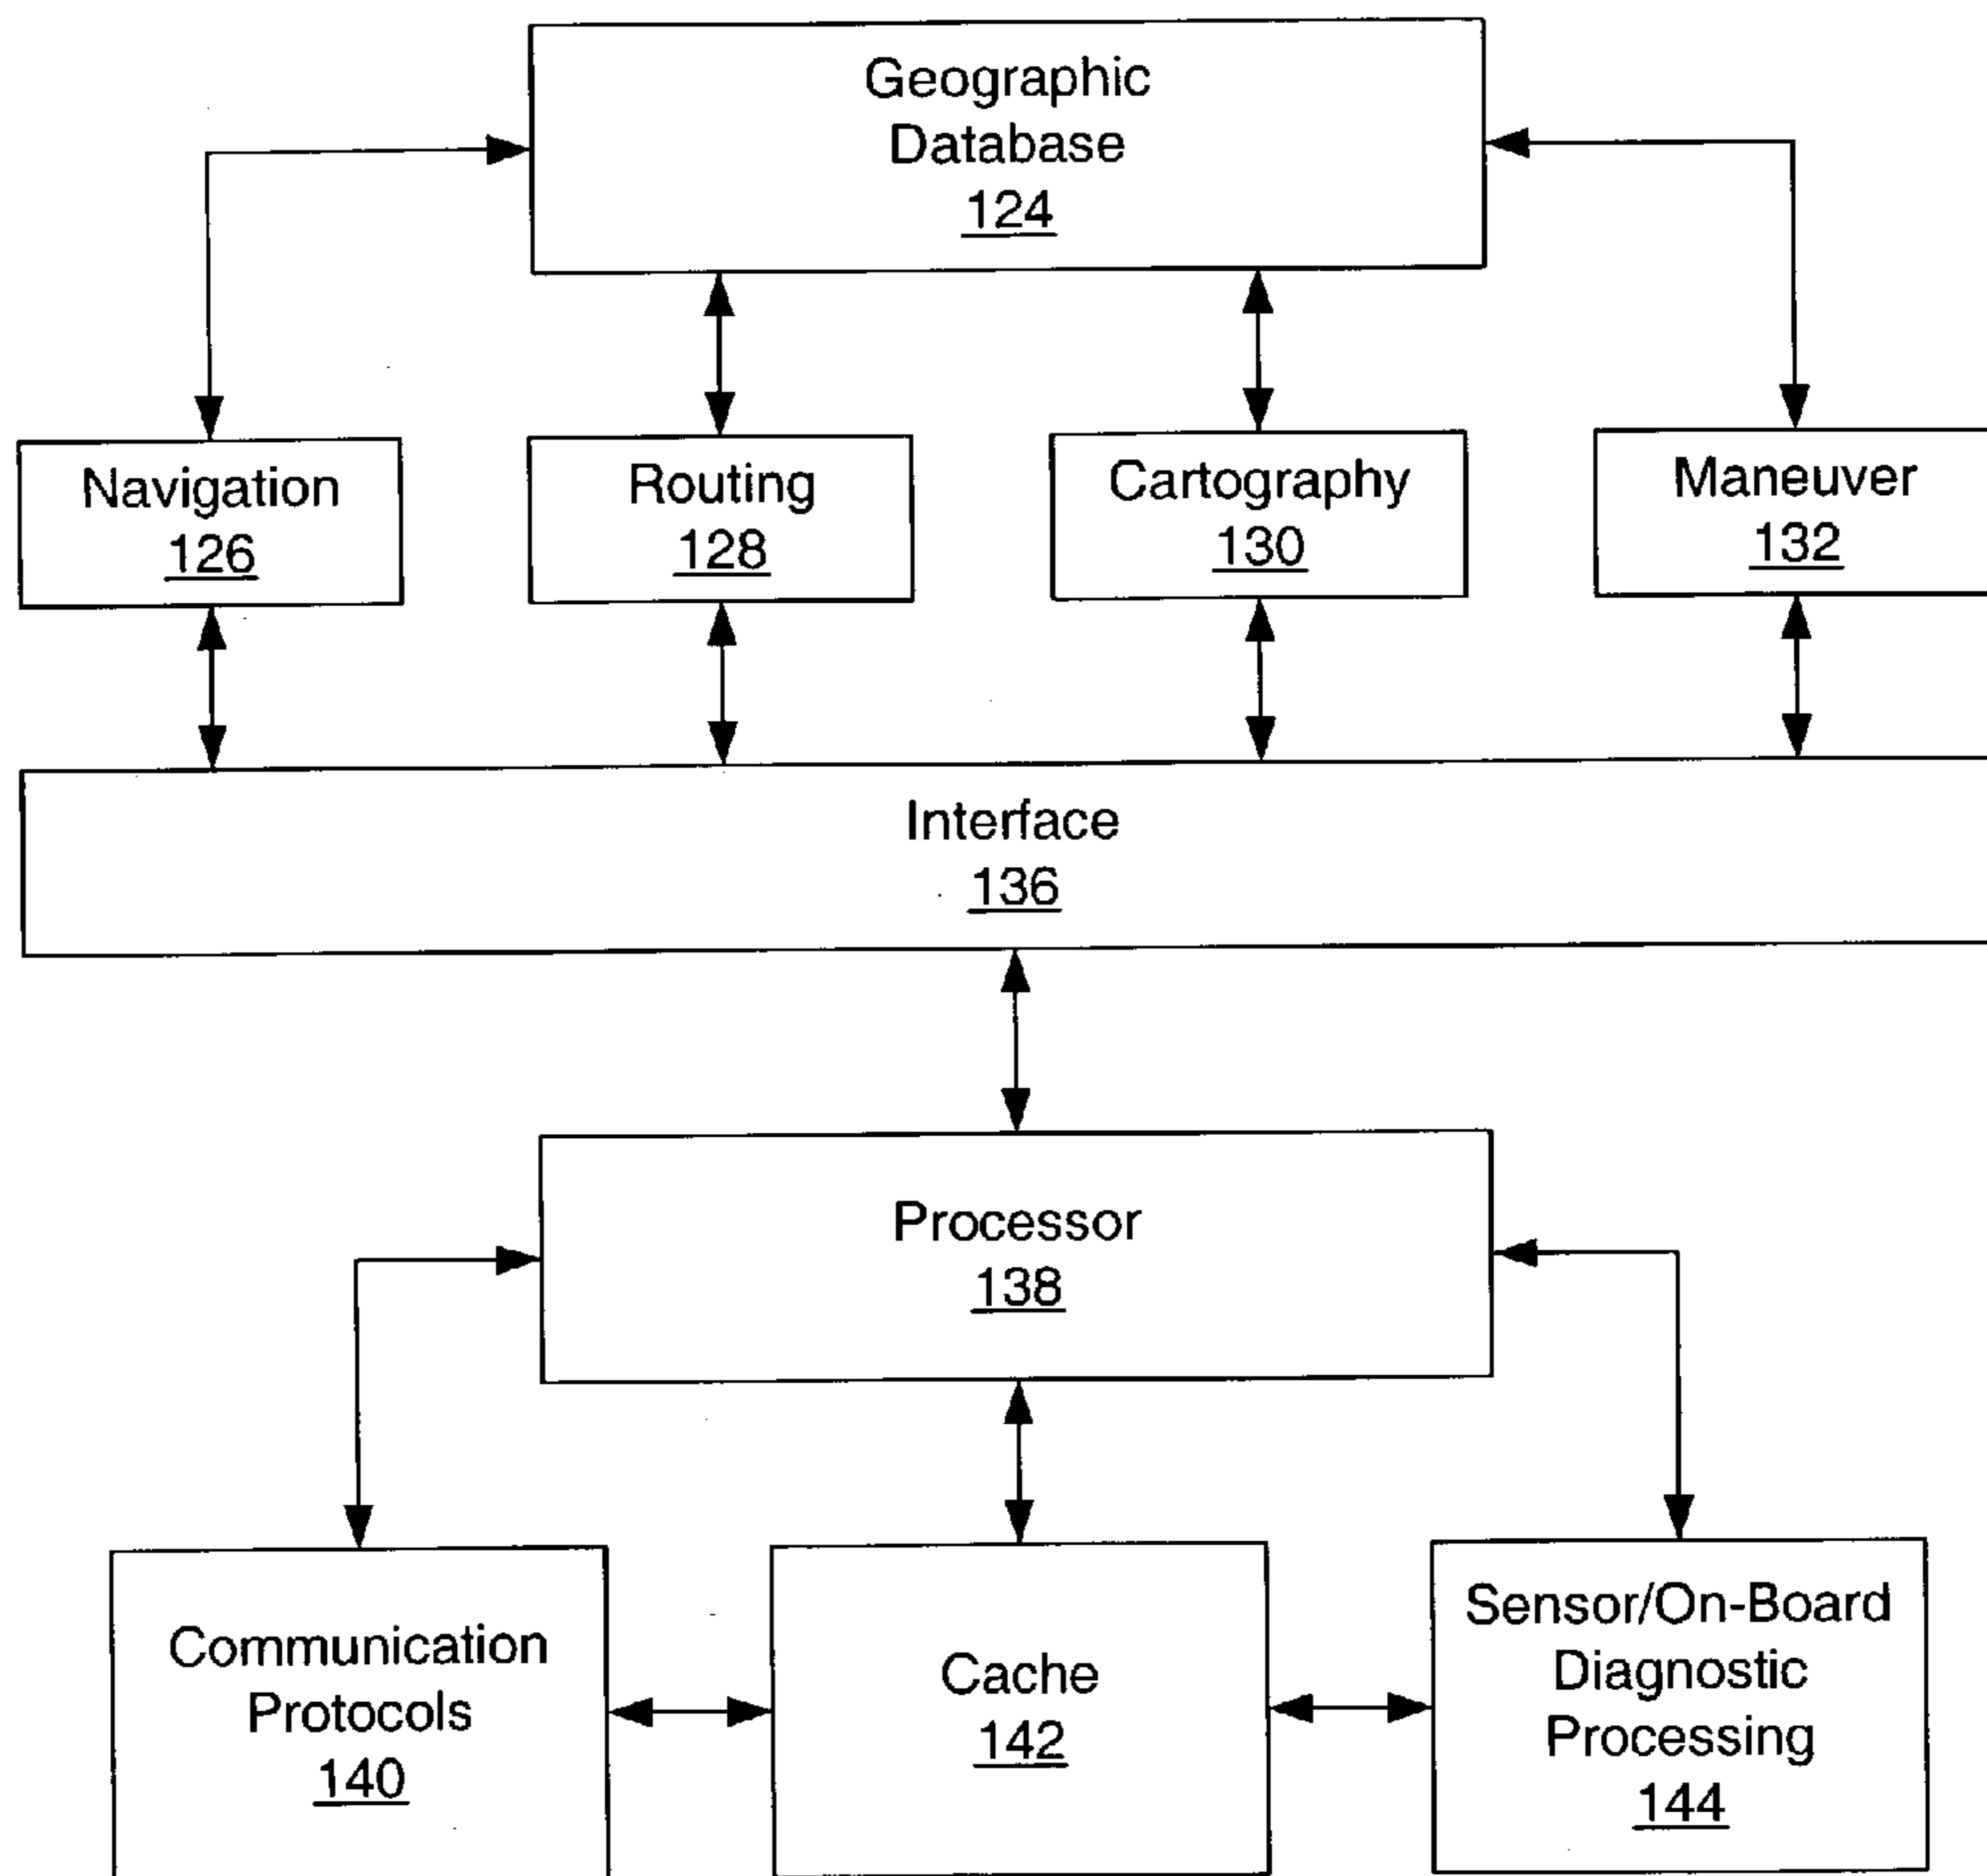 Geographic
Database
124
Navigation
126
Routing
128
Cartography
130
Maneuver
132
Interface
136
Processor
138
Communication
Protocols
140
Cache
142
Sensor/On-Board
Diagnostic
Processing
144